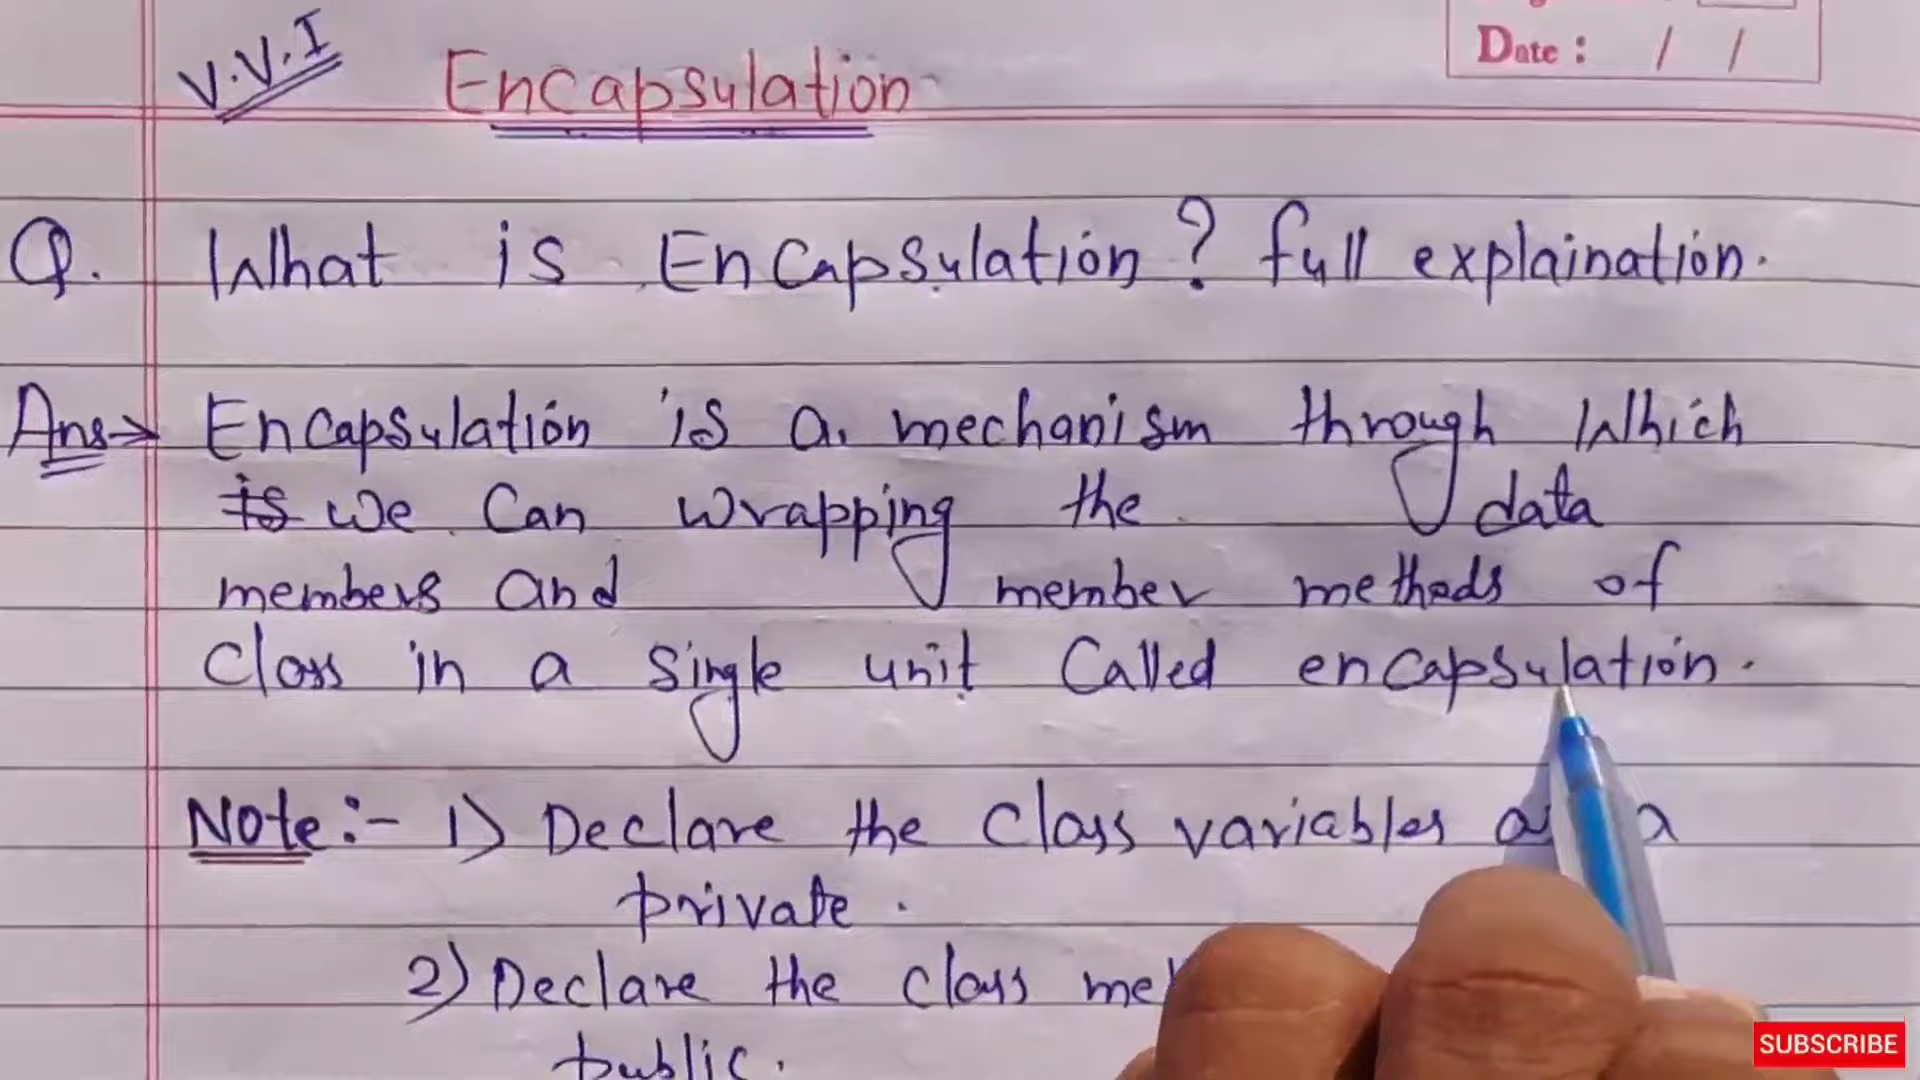 V.V.I
Encapsulation
Date : / /
Q. What is Encapsulation? full explaination.
Ans→ Encapsulation is a mechanism through which
is we can wrapping the data
members and member methods of
Class in a single unit called encapsulation.
Note:- 1) Declare the class variables a
private.
2) Declare the class me
public.
SUBSCRIBE